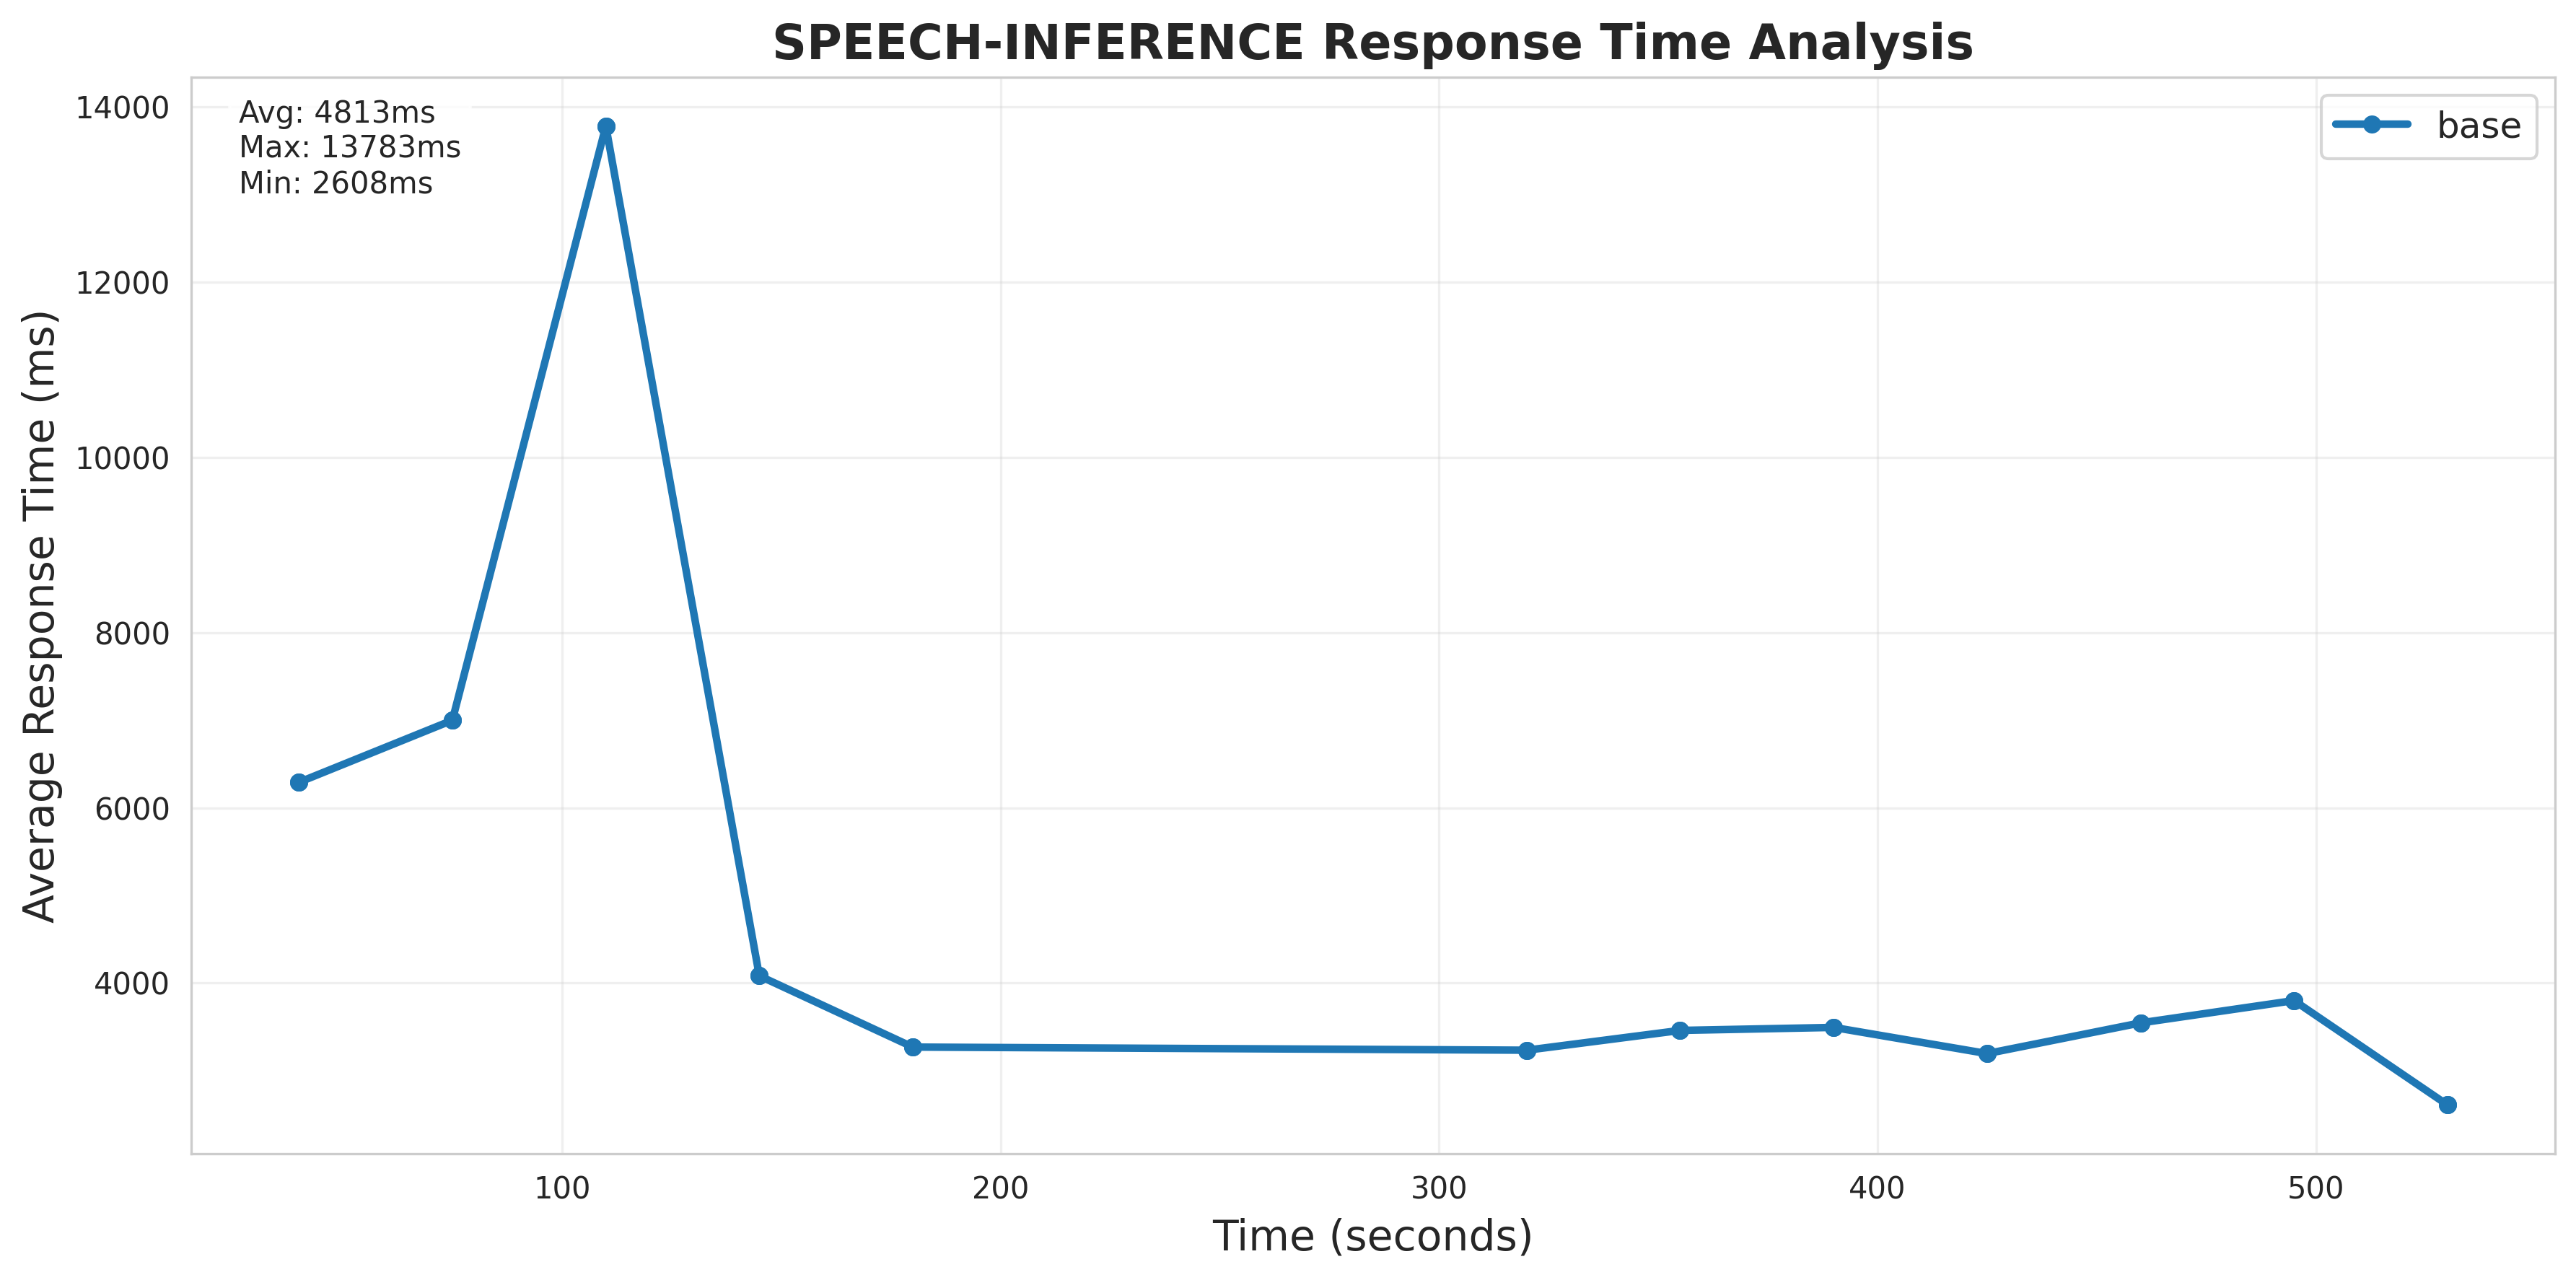 SPEECH-INFERENCE Response Time Analysis
Avg: 4813ms
Max: 13783ms
Min: 2608ms
base
Average Response Time (ms)
14000
12000
10000
8000
6000
4000
100
200
300
400
500
Time (seconds)